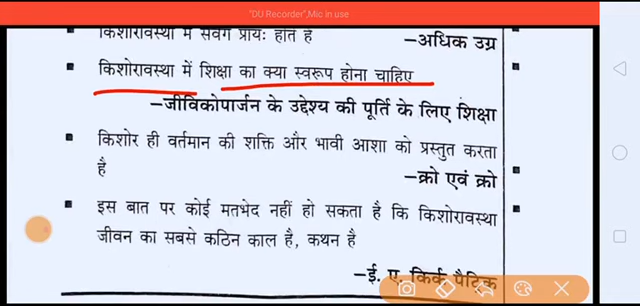 "DU Recorder",Mic in use
किशोरावस्था में संवेग प्रायः होते हैं
–अधिक उग्र
▪ किशोरावस्था में शिक्षा का क्या स्वरूप होना चाहिए
–जीविकोपार्जन के उद्देश्य की पूर्ति के लिए शिक्षा
▪ किशोर ही वर्तमान की शक्ति और भावी आशा को प्रस्तुत करता
है
–क्रो एवं क्रो
▪ इस बात पर कोई मतभेद नहीं हो सकता है कि किशोरावस्था
जीवन का सबसे कठिन काल है, कथन है
–ई. ए. किर्क पैट्रिक